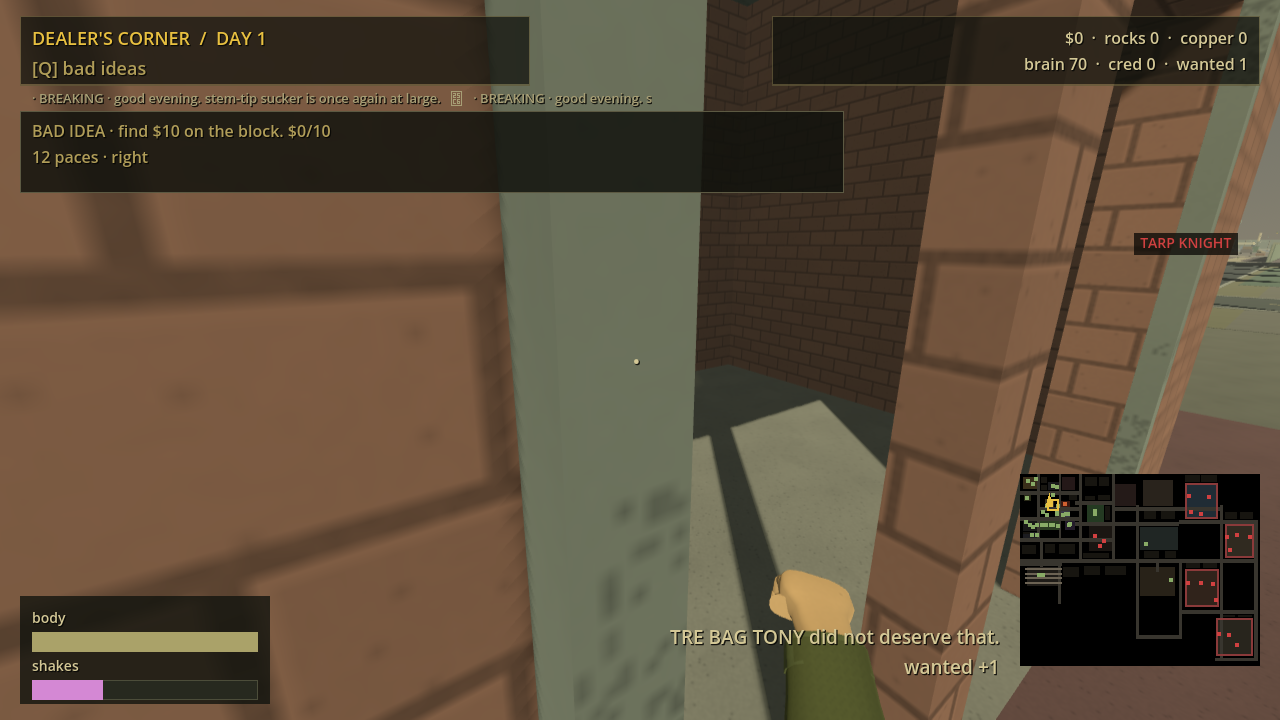 DEALER'S CORNER / DAY 1
[Q] bad ideas
$0 · rocks 0 · copper 0
brain 70 · cred 0 · wanted 1
· BREAKING · good evening. stem-tip sucker is once again at large. · BREAKING · good evening. s
BAD IDEA · find $10 on the block. $0/10
12 paces · right
TARP KNIGHT
TRE BAG TONY did not deserve that.
wanted +1
body
shakes